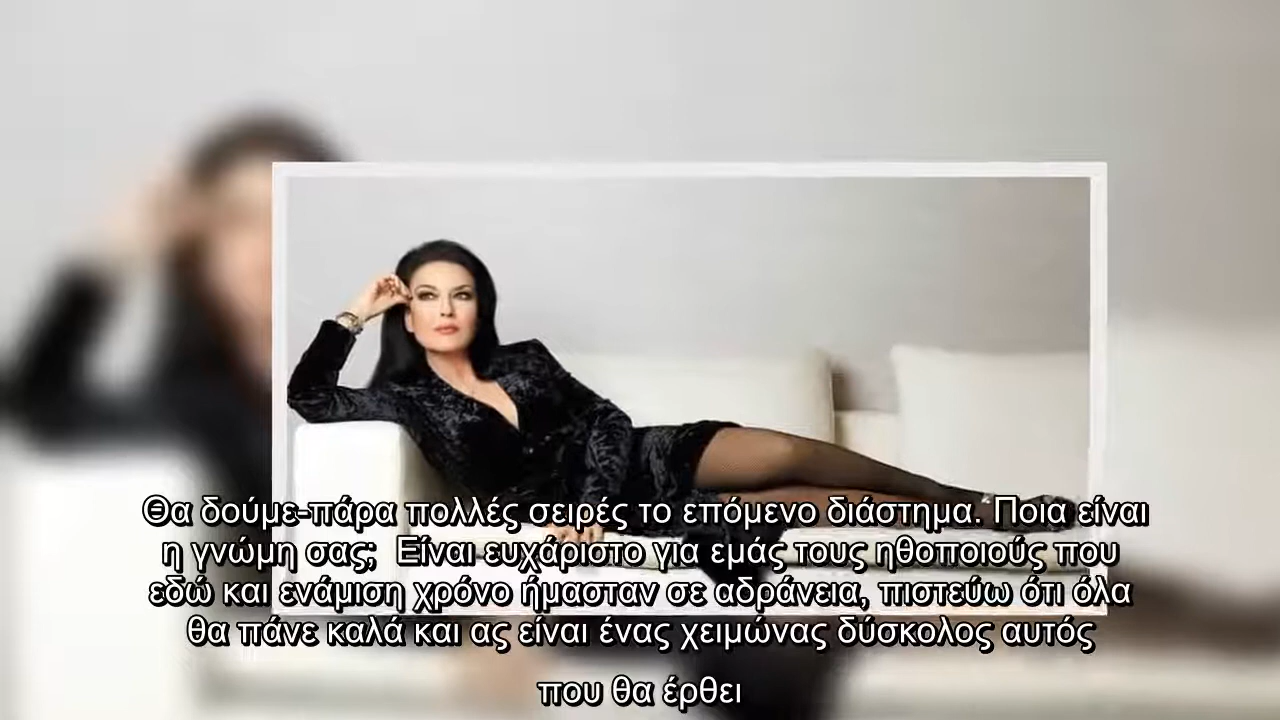 Θα δούμε-πάρα πολλές σειρές το επόμενο διάστημα. Ποια είναι
η γνώμη σας;  Είναι ευχάριστο για εμάς τους ηθοποιούς που
εδώ και ενάμιση χρόνο ήμασταν σε αδράνεια, πιστεύω ότι όλα
θα πάνε καλά και ας είναι ένας χειμώνας δύσκολος αυτός
που θα έρθει